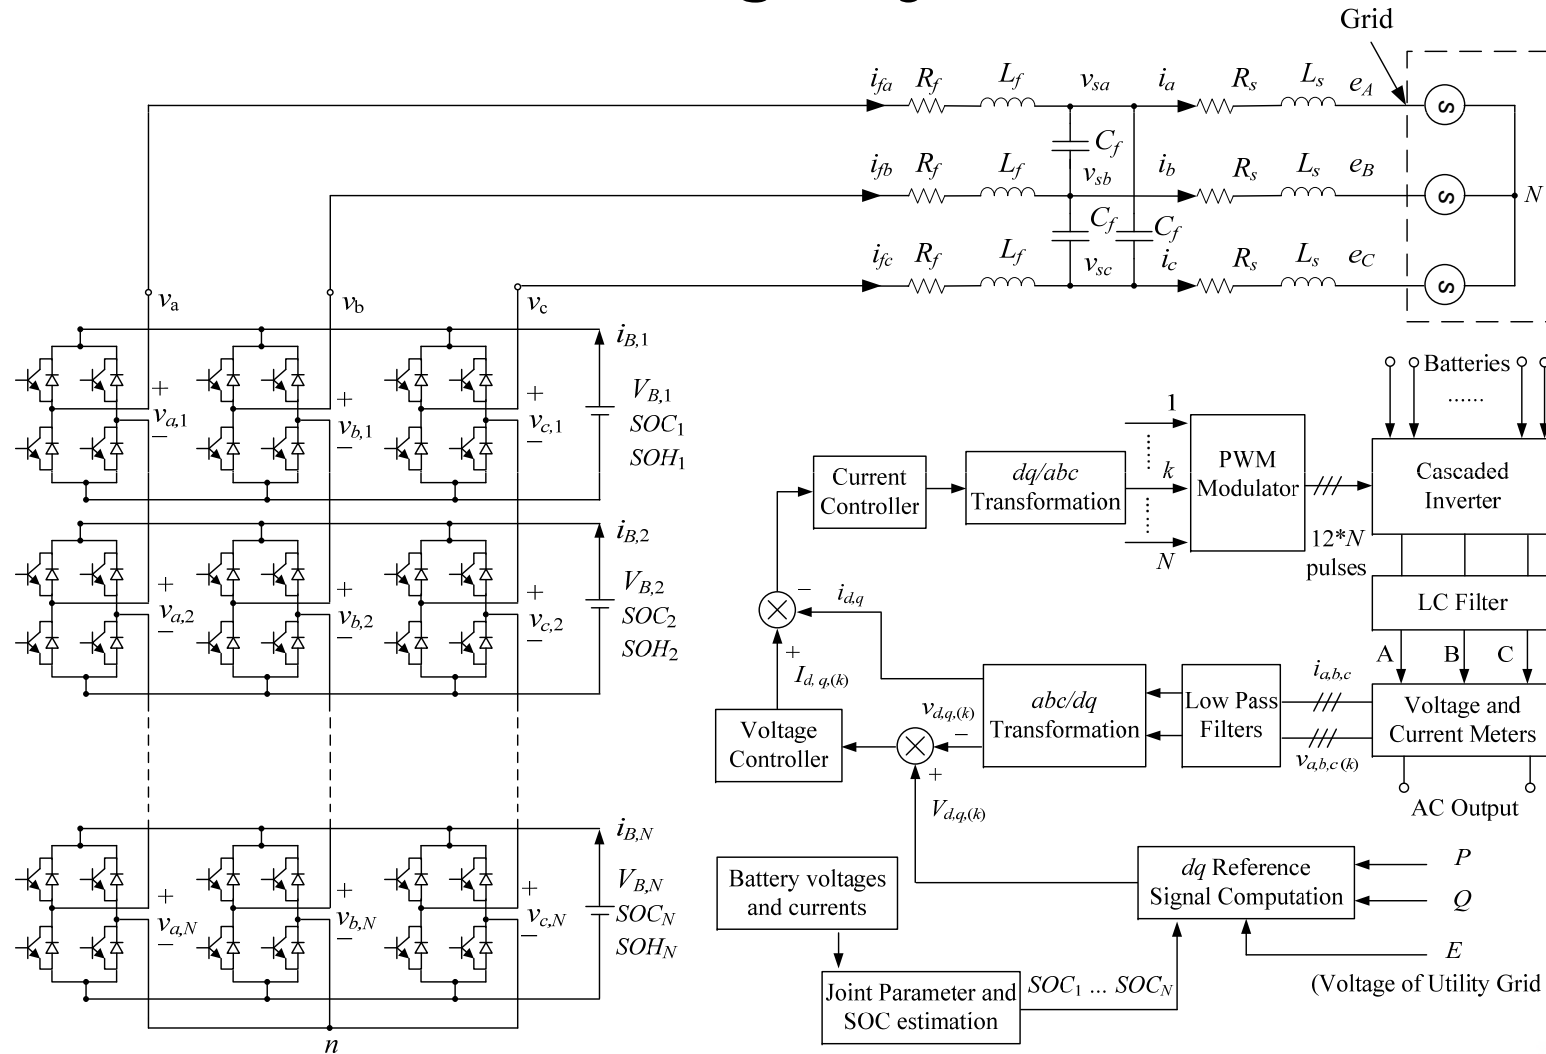 Grid
i_fa R_f L_f v_sa i_a R_s L_s e_A S
C_f
i_fb R_f L_f v_sb i_b R_s L_s e_B S N
C_f C_f
i_fc R_f L_f v_sc i_c R_s L_s e_C S
v_a v_b v_c
i_B,1
+ + + V_B,1
v_a,1 v_b,1 v_c,1 SOC_1
− − − SOH_1
i_B,2
+ + + V_B,2
v_a,2 v_b,2 v_c,2 SOC_2
− − − SOH_2
i_B,N
+ + + V_B,N
v_a,N v_b,N v_c,N SOC_N
− − − SOH_N
n
Batteries
......
Current
Controller
dq/abc
Transformation
1
k
N
PWM
Modulator
12*N
pulses
Cascaded
Inverter
LC Filter
A B C
Voltage and
Current Meters
AC Output
i_a,b,c
v_a,b,c(k)
Low Pass
Filters
abc/dq
Transformation
i_d,q
−
+
I_d,q,(k)
v_d,q,(k)
−
+
V_d,q,(k)
Voltage
Controller
Battery voltages
and currents
Joint Parameter and
SOC estimation
SOC_1 ... SOC_N
dq Reference
Signal Computation
P
Q
E
(Voltage of Utility Grid